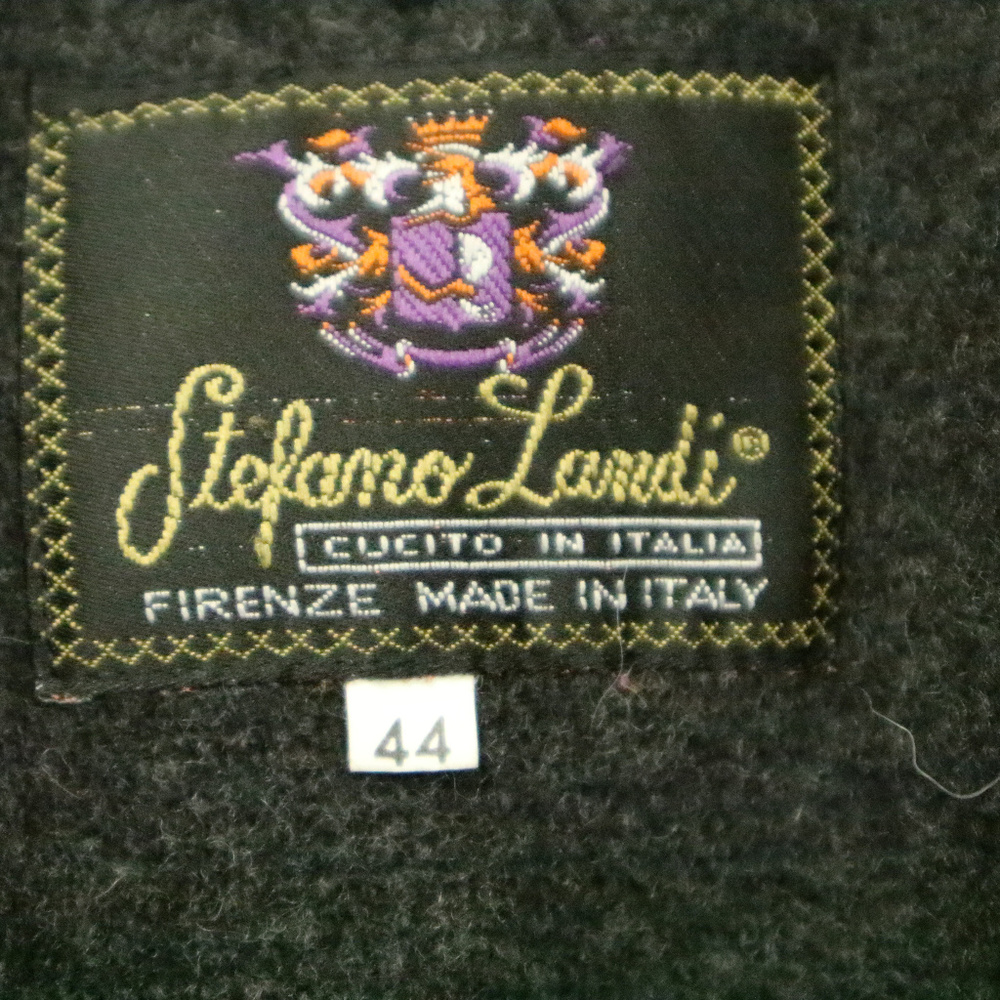 Stefano Landi®
CUCITO IN ITALIA
FIRENZE MADE IN ITALY
44